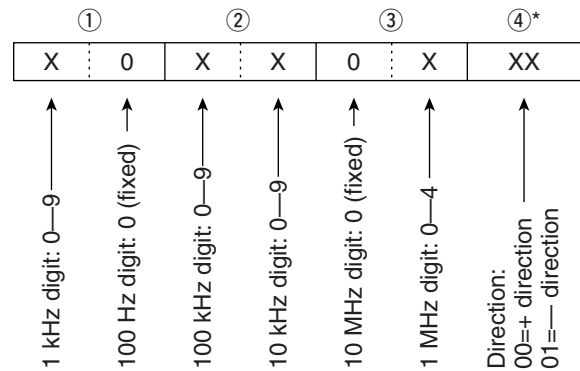 ① ② ③ ④*
X 0 X X 0 X XX
1 kHz digit: 0—9
100 Hz digit: 0 (fixed)
100 kHz digit: 0—9
10 kHz digit: 0—9
10 MHz digit: 0 (fixed)
1 MHz digit: 0—4
Direction:
00=+ direction
01=— direction